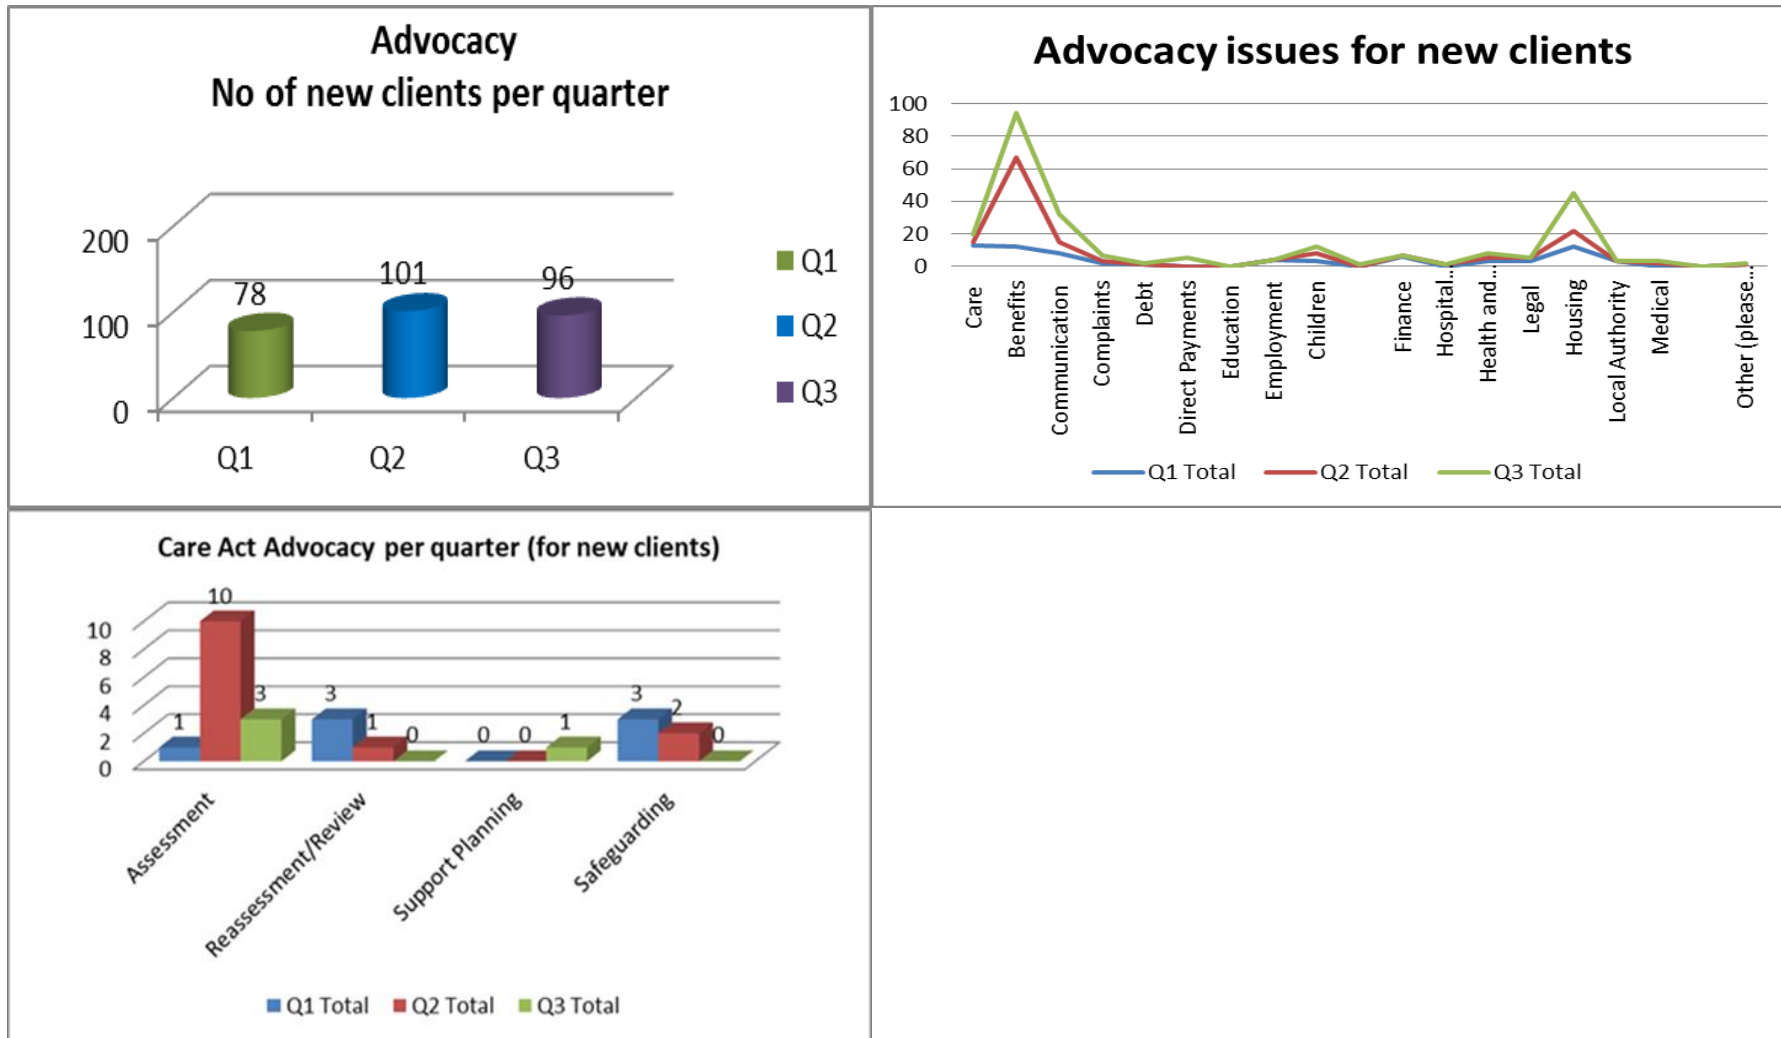 Advocacy
No of new clients per quarter
200
100
0
78
101
96
Q1
Q2
Q3
Q1
Q2
Q3
Advocacy issues for new clients
100
80
60
40
20
0
Care
Benefits
Communication
Complaints
Debt
Direct Payments
Education
Employment
Children
Finance
Hospital...
Health and...
Legal
Housing
Local Authority
Medical
Other (please...
Q1 Total
Q2 Total
Q3 Total
Care Act Advocacy per quarter (for new clients)
10
8
6
4
2
0
1
10
3
3
1
0
0
0
1
3
2
0
Assessment
Reassessment/Review
Support Planning
Safeguarding
Q1 Total
Q2 Total
Q3 Total